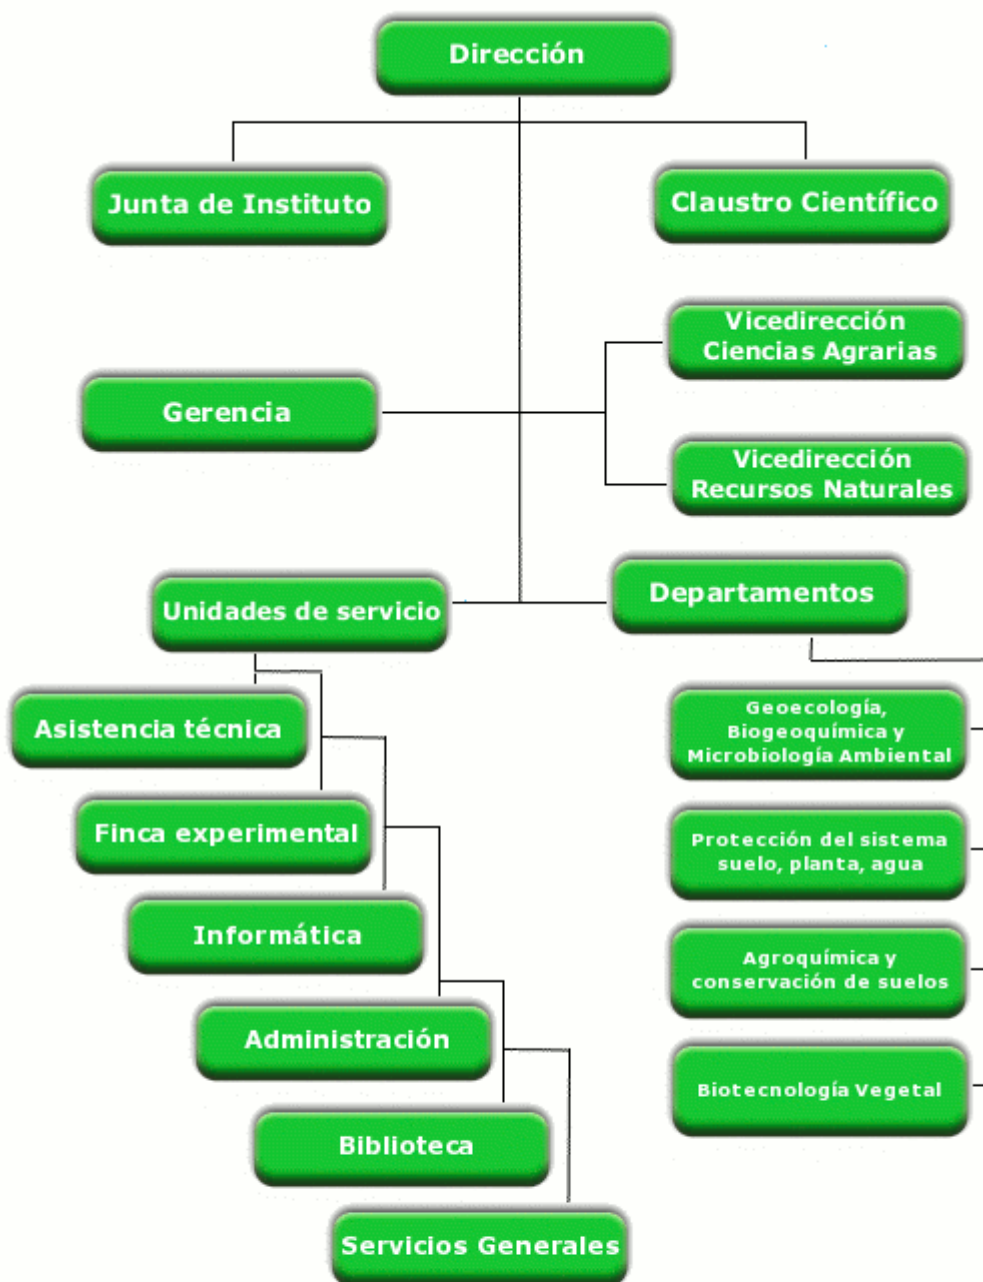 Dirección
Junta de Instituto
Claustro Científico
Vicedirección
Ciencias Agrarias
Gerencia
Vicedirección
Recursos Naturales
Unidades de servicio
Departamentos
Asistencia técnica
Finca experimental
Informática
Administración
Biblioteca
Servicios Generales
Geoecología,
Biogeoquímica y
Microbiología Ambiental
Protección del sistema
suelo, planta, agua
Agroquímica y
conservación de suelos
Biotecnología Vegetal